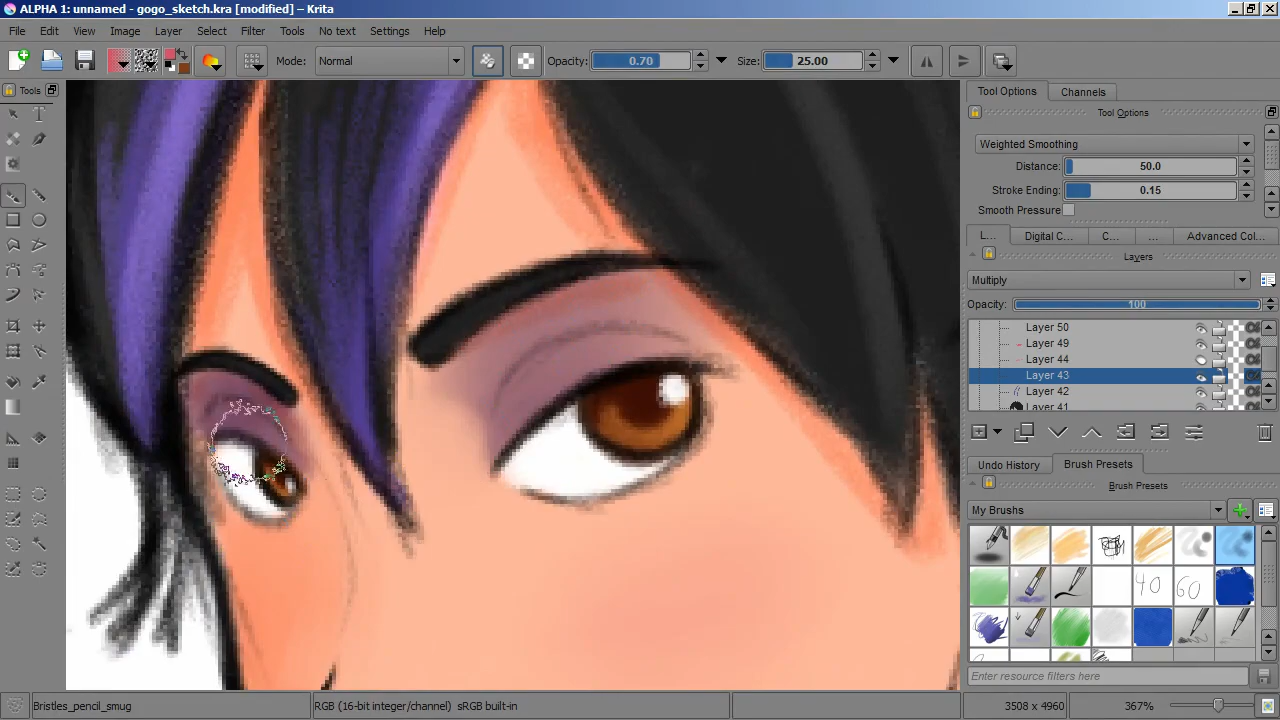 ALPHA 1: unnamed - gogo_sketch.kra [modified] – Krita
File Edit View Image Layer Select Filter Tools No text Settings Help
Mode: Normal Opacity: 0.70 Size: 25.00
Tools
Tool Options Channels
Tool Options
Weighted Smoothing
Distance: 50.0
Stroke Ending: 0.15
Smooth Pressure
L... Digital C... C... ... Advanced Col...
Layers
Multiply
Opacity: 100
Layer 50
Layer 49
Layer 44
Layer 43
Layer 42
Layer 41
Undo History Brush Presets
Brush Presets
My Brushes
40 60
Enter resource filters here
Bristles_pencil_smug RGB (16-bit integer/channel) sRGB built-in 3508 x 4960 367%